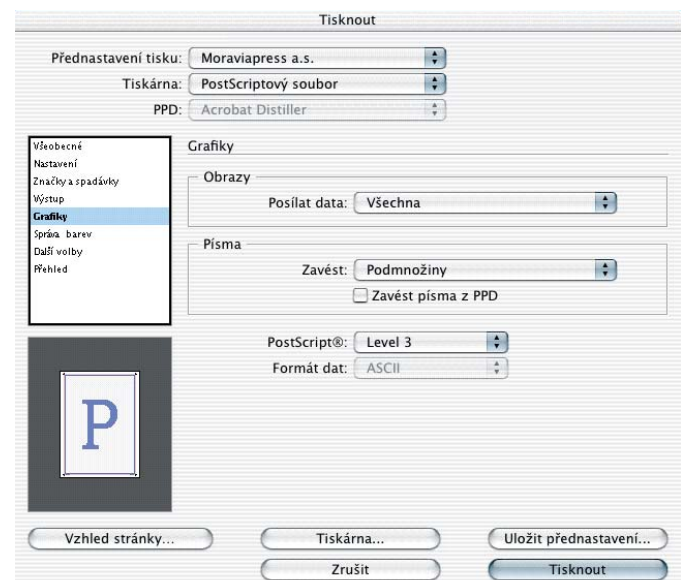 Tisknout
Přednastavení tisku: Moraviapress a.s.
Tiskárna: PostScriptový soubor
PPD: Acrobat Distiller
Všeobecné
Nastavení
Značky a spadávky
Výstup
Grafiky
Správa barev
Další volby
Přehled
Grafiky
Obrazy
Posílat data: Všechna
Písma
Zavést: Podmnožiny
Zavést písma z PPD
PostScript®: Level 3
Formát dat: ASCII
P
Vzhled stránky... Tiskárna... Uložit přednastavení...
Zrušit Tisknout